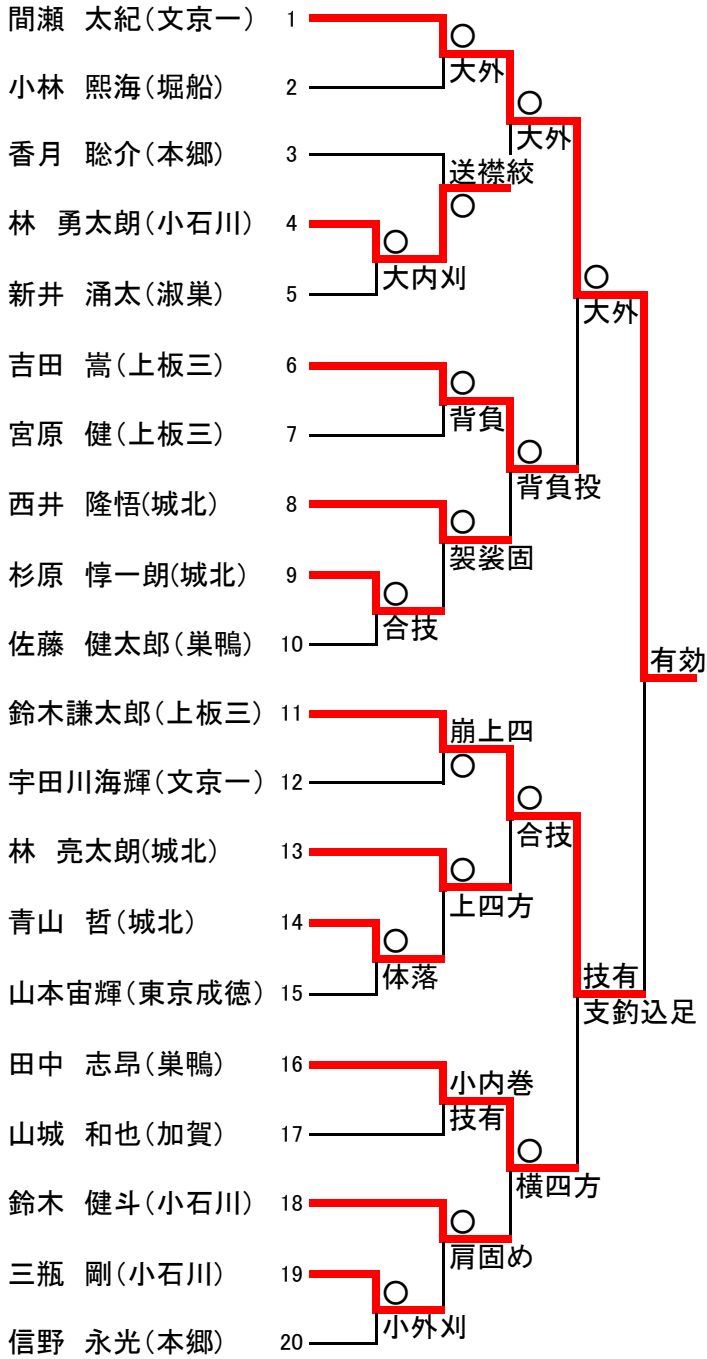 間瀬 太紀(文京一) 1
○
大外
小林 熙海(堀船) 2
○
大外
香月 聡介(本郷) 3
送襟絞
○
林 勇太朗(小石川) 4
○
大内刈
新井 涌太(淑巣) 5
○
大外
吉田 嵩(上板三) 6
○
背負
宮原 健(上板三) 7
○
背負投
西井 隆悟(城北) 8
○
袈裟固
杉原 惇一朗(城北) 9
○
合技
佐藤 健太郎(巣鴨) 10
有効
鈴木謙太郎(上板三) 11
崩上四
○
宇田川海輝(文京一) 12
○
合技
林 亮太朗(城北) 13
○
上四方
青山 哲(城北) 14
○
体落
山本宙輝(東京成徳) 15
技有
支釣込足
田中 志昂(巣鴨) 16
小内巻
技有
山城 和也(加賀) 17
○
横四方
鈴木 健斗(小石川) 18
○
肩固め
三瓶 剛(小石川) 19
○
小外刈
信野 永光(本郷) 20